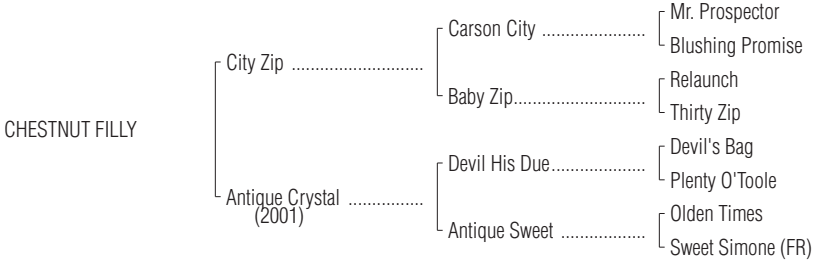 Mr. Prospector
Carson City ......................
Blushing Promise
City Zip ............................
Relaunch
Baby Zip............................
Thirty Zip
CHESTNUT FILLY
Devil's Bag
Devil His Due....................
Plenty O'Toole
Antique Crystal ................
(2001)
Olden Times
Antique Sweet ..................
Sweet Simone (FR)